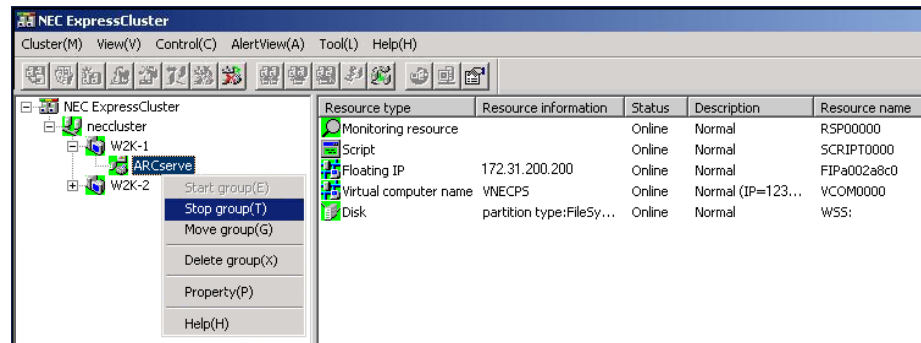 NEC ExpressCluster
Cluster(M) View(V) Control(C) AlertView(A) Tool(L) Help(H)
NEC ExpressCluster
neccluster
W2K-1
ARCserve
W2K-2
Start group(E)
Stop group(T)
Move group(G)
Delete group(X)
Property(P)
Help(H)
Resource type Resource information Status Description Resource name
Monitoring resource Online Normal RSP00000
Script Online Normal SCRIPT0000
Floating IP 172.31.200.200 Online Normal FIPa002a8c0
Virtual computer name VNECPS Online Normal (IP=123... VCOM0000
Disk partition type:FileSy... Online Normal WSS: